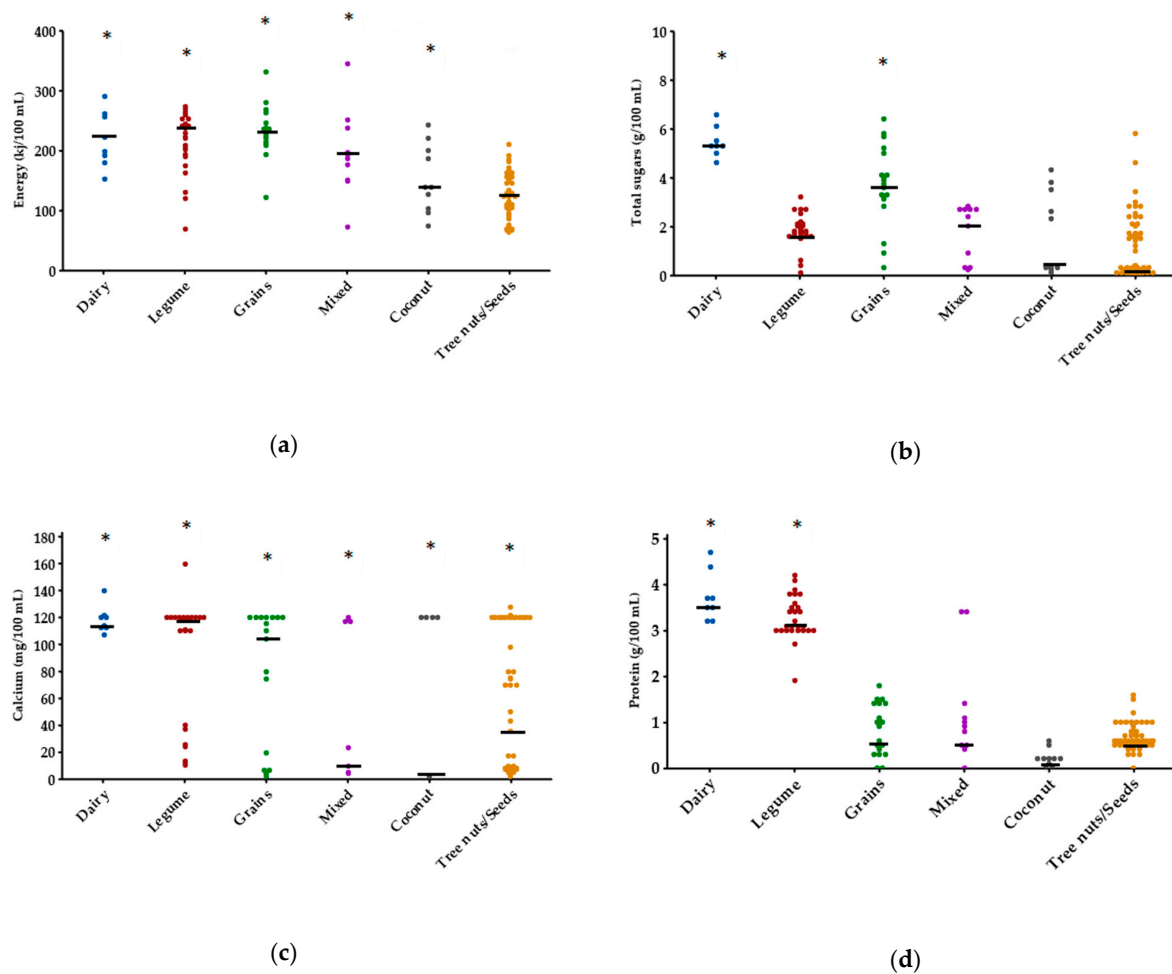 * * * * *
Energy (kj/100 mL)
400
300
200
100
0
Dairy Legume Grains Mixed Coconut Tree nuts/Seeds
(a)
* *
Total sugars (g/100 mL)
10
8
6
4
2
0
Dairy Legume Grains Mixed Coconut Tree nuts/Seeds
(b)
* * * * * *
Calcium (mg/100 mL)
180
160
140
120
100
80
60
40
20
0
Dairy Legume Grains Mixed Coconut Tree nuts/Seeds
(c)
* *
Protein (g/100 mL)
5
4
3
2
1
0
Dairy Legume Grains Mixed Coconut Tree nuts/Seeds
(d)